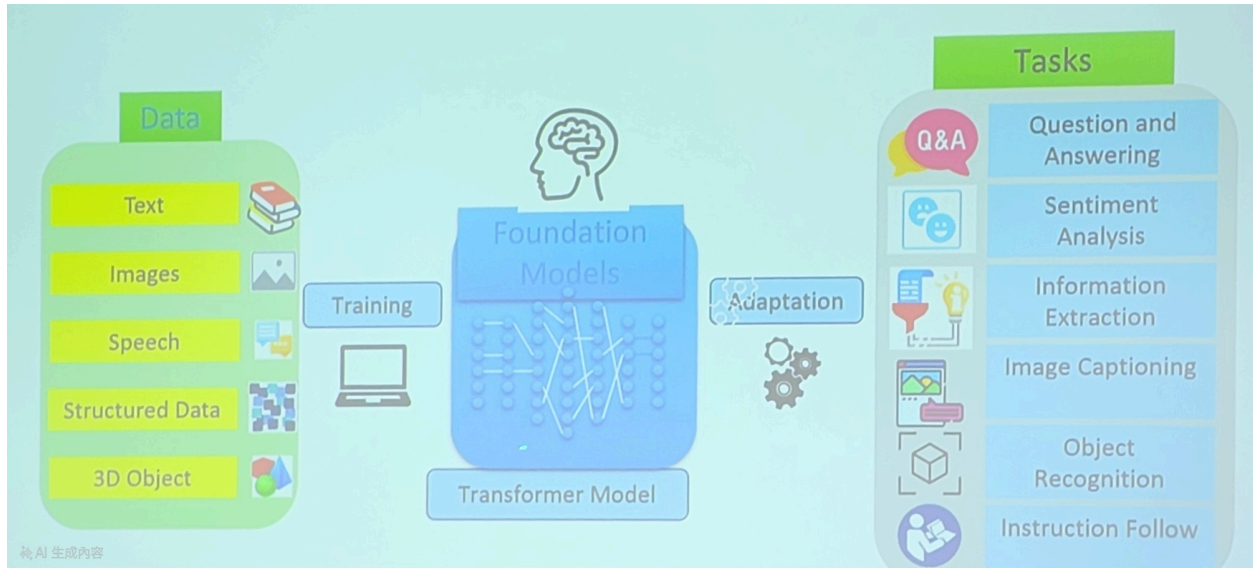 Data
Text
Images
Speech
Structured Data
3D Object
Training
Foundation
Models
Transformer Model
Adaptation
Tasks
Q&A
Question and
Answering
Sentiment
Analysis
Information
Extraction
Image Captioning
Object
Recognition
Instruction Follow
AI 生成内容